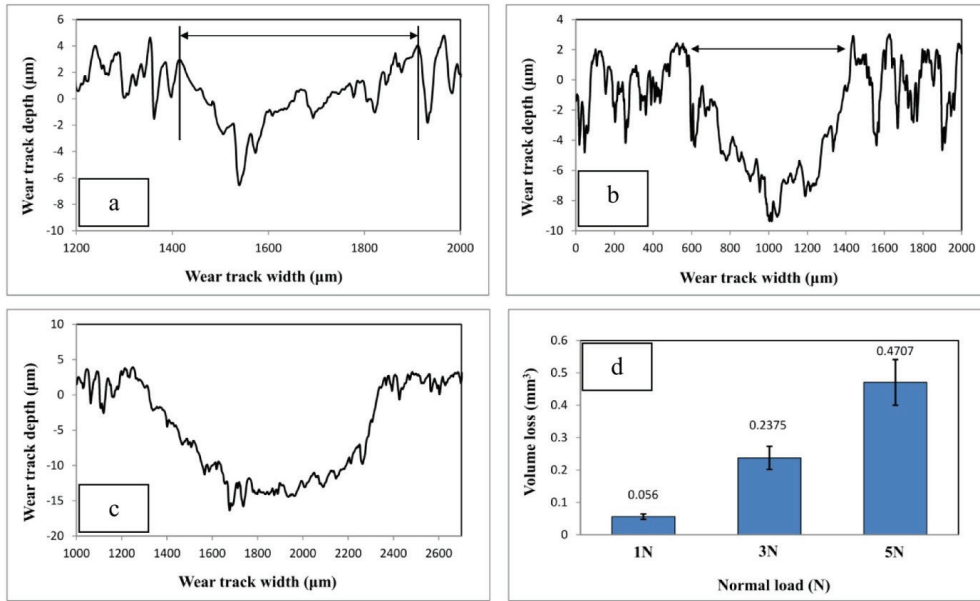 6
4
2
0
-2
-4
-6
-8
-10
1200 1400 1600 1800 2000
Wear track depth (μm)
Wear track width (μm)
a
4
2
0
-2
-4
-6
-8
-10
0 200 400 600 800 1000 1200 1400 1600 1800 2000
Wear track depth (μm)
Wear track width (μm)
b
10
5
0
-5
-10
-15
-20
1000 1200 1400 1600 1800 2000 2200 2400 2600
Wear track depth (μm)
Wear track width (μm)
c
0.6
0.5
0.4
0.3
0.2
0.1
0
Volume loss (mm³)
d
0.056
0.2375
0.4707
1N 3N 5N
Normal load (N)